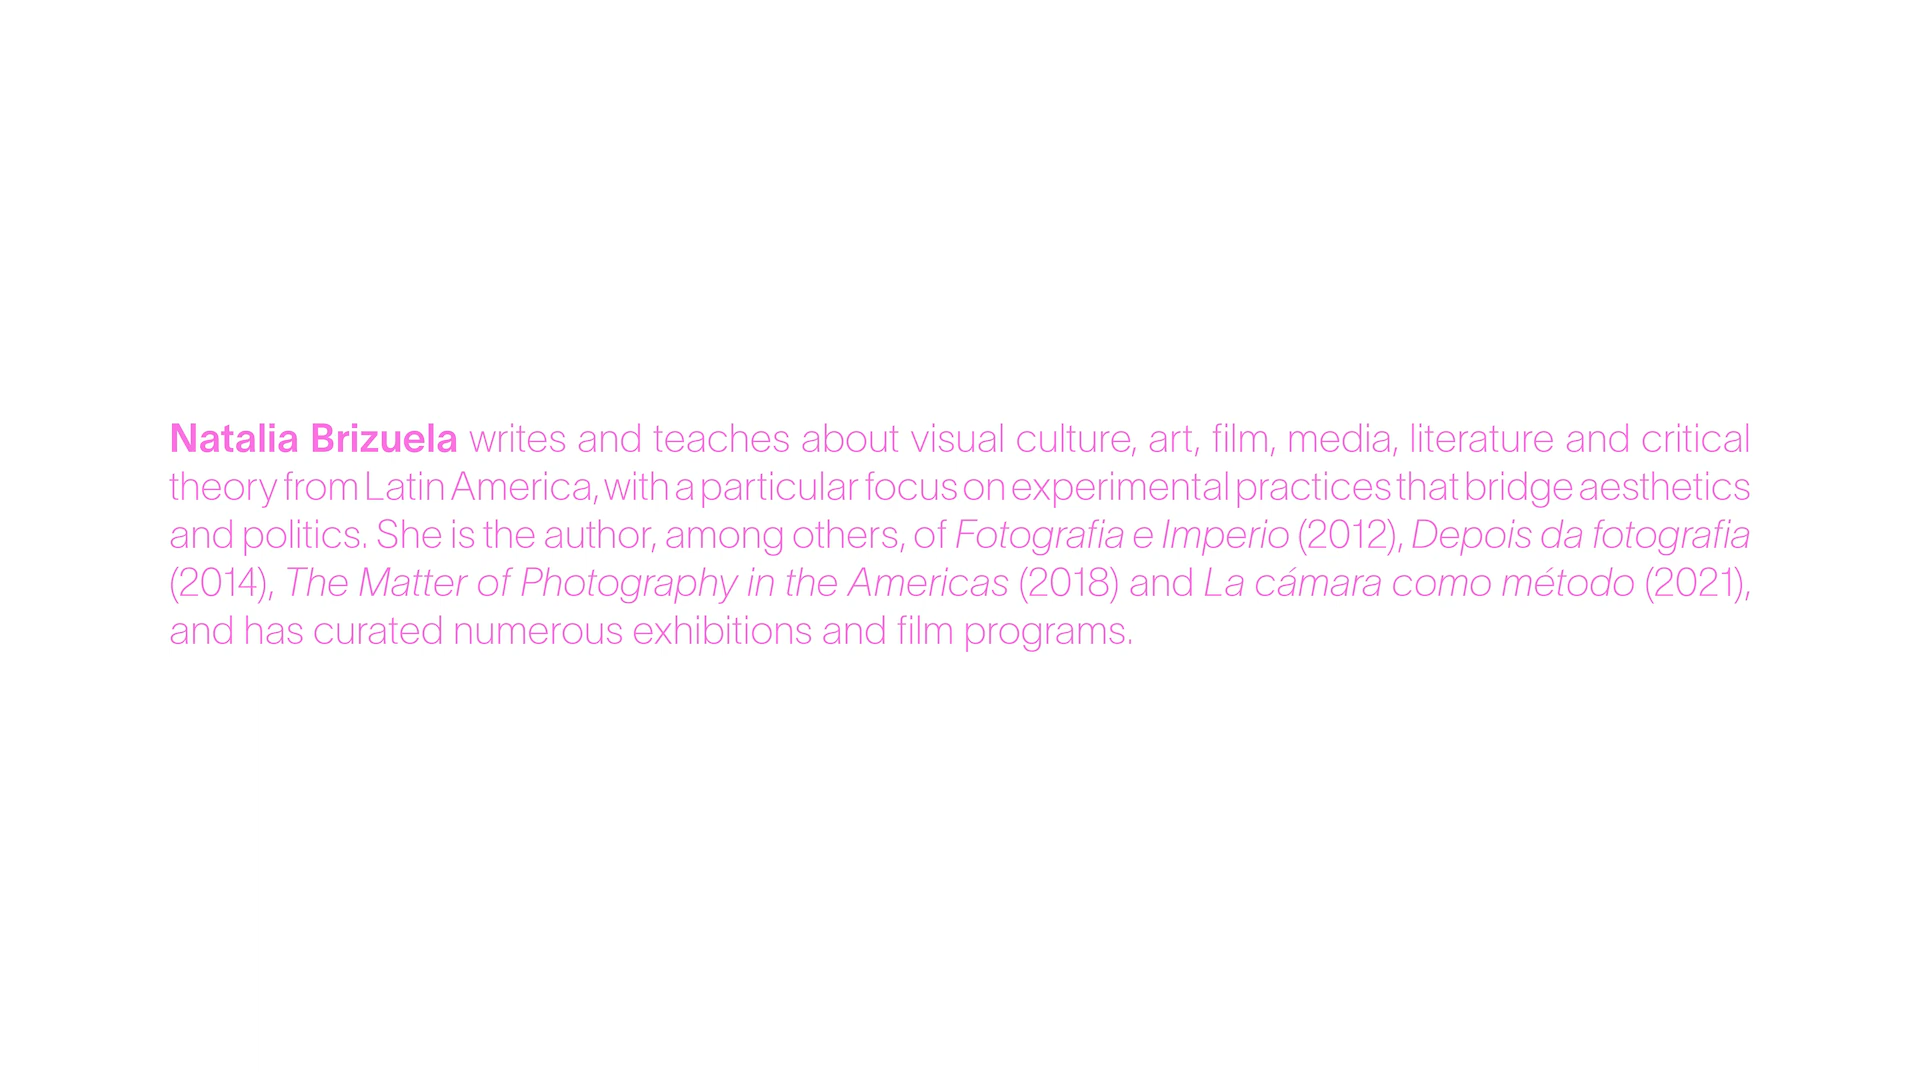 Natalia Brizuela writes and teaches about visual culture, art, film, media, literature and critical
theory from Latin America, with a particular focus on experimental practices that bridge aesthetics
and politics. She is the author, among others, of Fotografia e Imperio (2012), Depois da fotografia
(2014), The Matter of Photography in the Americas (2018) and La cámara como método (2021),
and has curated numerous exhibitions and film programs.